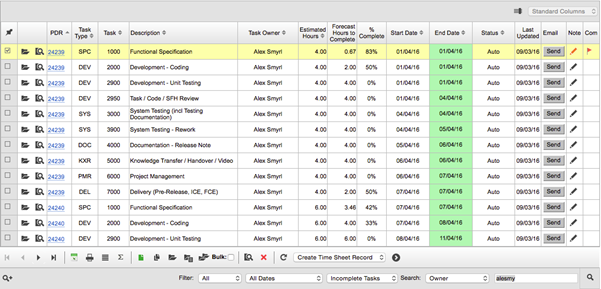 Standard Columns
PDR Task Type Task Description Task Owner Estimated Hours Forecast Hours to Complete % Complete Start Date End Date Status Last Updated Email Note Com
24239 SPC 1000 Functional Specification Alex Smyrl 4.00 0.67 83% 01/04/16 01/04/16 Auto 09/03/16 Send
24239 DEV 2000 Development - Coding Alex Smyrl 4.00 2.00 50% 01/04/16 01/04/16 Auto 09/03/16 Send
24239 DEV 2900 Development - Unit Testing Alex Smyrl 4.00 4.00 0% 01/04/16 04/04/16 Auto 09/03/16 Send
24239 DEV 2950 Task / Code / SFH Review Alex Smyrl 4.00 4.00 0% 04/04/16 04/04/16 Auto 09/03/16 Send
24239 SYS 3000 System Testing (incl Testing Documentation) Alex Smyrl 4.00 4.00 0% 04/04/16 05/04/16 Auto 09/03/16 Send
24239 SYS 3900 System Testing - Rework Alex Smyrl 4.00 4.00 0% 05/04/16 05/04/16 Auto 09/03/16 Send
24239 DOC 4000 Documentation - Release Note Alex Smyrl 4.00 4.00 0% 05/04/16 06/04/16 Auto 09/03/16 Send
24239 KXR 5000 Knowledge Transfer / Handover / Video Alex Smyrl 4.00 4.00 0% 06/04/16 06/04/16 Auto 09/03/16 Send
24239 PMR 6000 Project Management Alex Smyrl 4.00 4.00 0% 06/04/16 07/04/16 Auto 09/03/16 Send
24239 DEL 7000 Delivery (Pre-Release, ICE, FCE) Alex Smyrl 4.00 2.00 50% 07/04/16 07/04/16 Auto 09/03/16 Send
24240 SPC 1000 Functional Specification Alex Smyrl 6.00 3.46 42% 07/04/16 07/04/16 Auto 09/03/16 Send
24240 DEV 2000 Development - Coding Alex Smyrl 6.00 4.00 33% 07/04/16 08/04/16 Auto 09/03/16 Send
24240 DEV 2900 Development - Unit Testing Alex Smyrl 6.00 6.00 0% 08/04/16 11/04/16 Auto 09/03/16 Send
Bulk: Create Time Sheet Record
Filter: All All Dates Incomplete Tasks Search: Owner alesmy